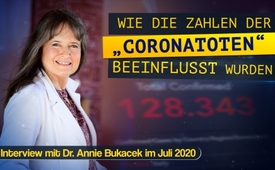 WIE DIE ZAHLEN DER
„CORONATOTEN“
BEEINFLUSST WURDEN
Total Confirmed
128.343
Interview mit Dr. Annie Bukacek im Juli 2020